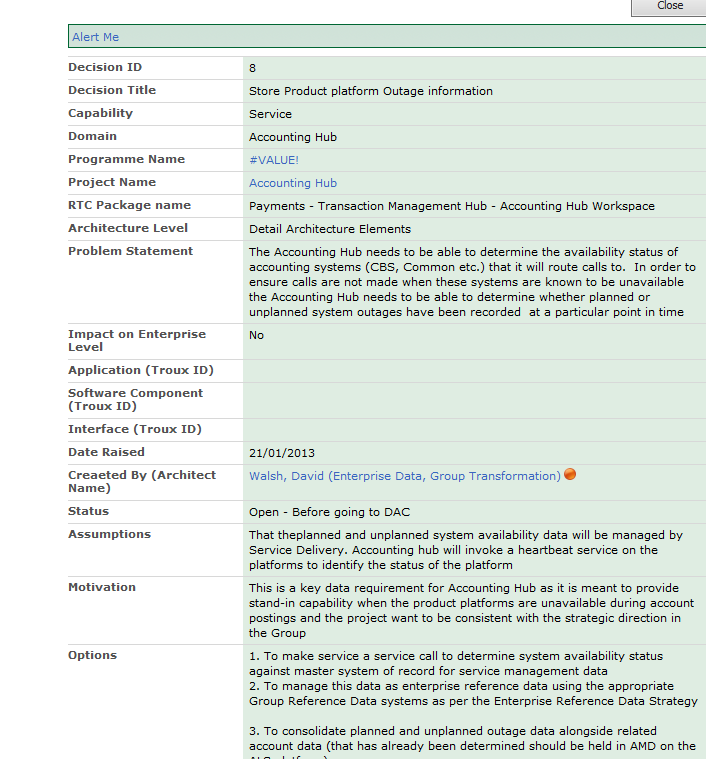 Close
Alert Me
Decision ID
8
Decision Title
Store Product platform Outage information
Capability
Service
Domain
Accounting Hub
Programme Name
#VALUE!
Project Name
Accounting Hub
RTC Package name
Payments - Transaction Management Hub - Accounting Hub Workspace
Architecture Level
Detail Architecture Elements
Problem Statement
The Accounting Hub needs to be able to determine the availability status of
accounting systems (CBS, Common etc.) that it will route calls to.  In order to
ensure calls are not made when these systems are known to be unavailable
the Accounting Hub needs to be able to determine whether planned or
unplanned system outages have been recorded  at a particular point in time
Impact on Enterprise
Level
No
Application (Troux ID)
Software Component
(Troux ID)
Interface (Troux ID)
Date Raised
21/01/2013
Creaeted By (Architect
Name)
Walsh, David (Enterprise Data, Group Transformation)
Status
Open - Before going to DAC
Assumptions
That theplanned and unplanned system availability data will be managed by
Service Delivery. Accounting hub will invoke a heartbeat service on the
platforms to identify the status of the platform
Motivation
This is a key data requirement for Accounting Hub as it is meant to provide
stand-in capability when the product platforms are unavailable during account
postings and the project want to be consistent with the strategic direction in
the Group
Options
1. To make service a service call to determine system availability status
against master system of record for service management data
2. To manage this data as enterprise reference data using the appropriate
Group Reference Data systems as per the Enterprise Reference Data Strategy
3. To consolidate planned and unplanned outage data alongside related
account data (that has already been determined should be held in AMD on the